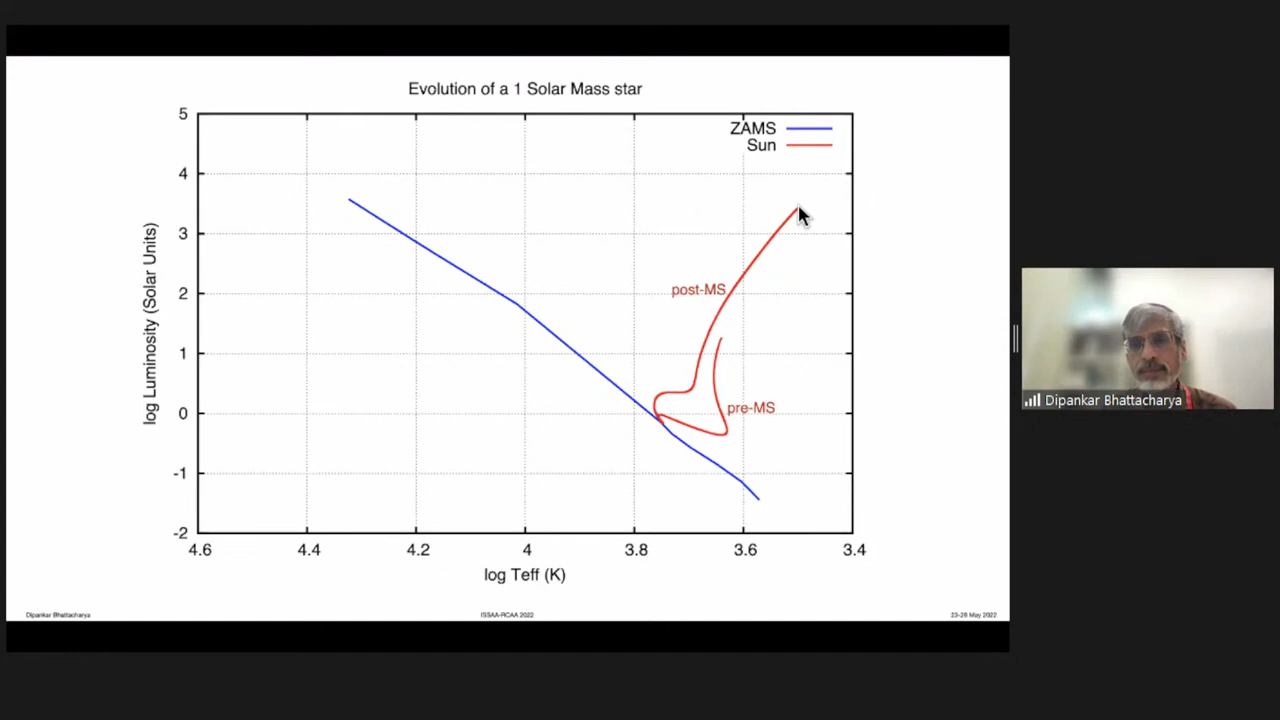 Evolution of a 1 Solar Mass star
5
ZAMS
Sun
4
3
post-MS
2
1
pre-MS
0
-1
-2
log Luminosity (Solar Units)
4.6 4.4 4.2 4 3.8 3.6 3.4
log Teff (K)
Dipankar Bhattacharya ISSAA-RCAA 2022 23-28 May 2022
Dipankar Bhattacharya